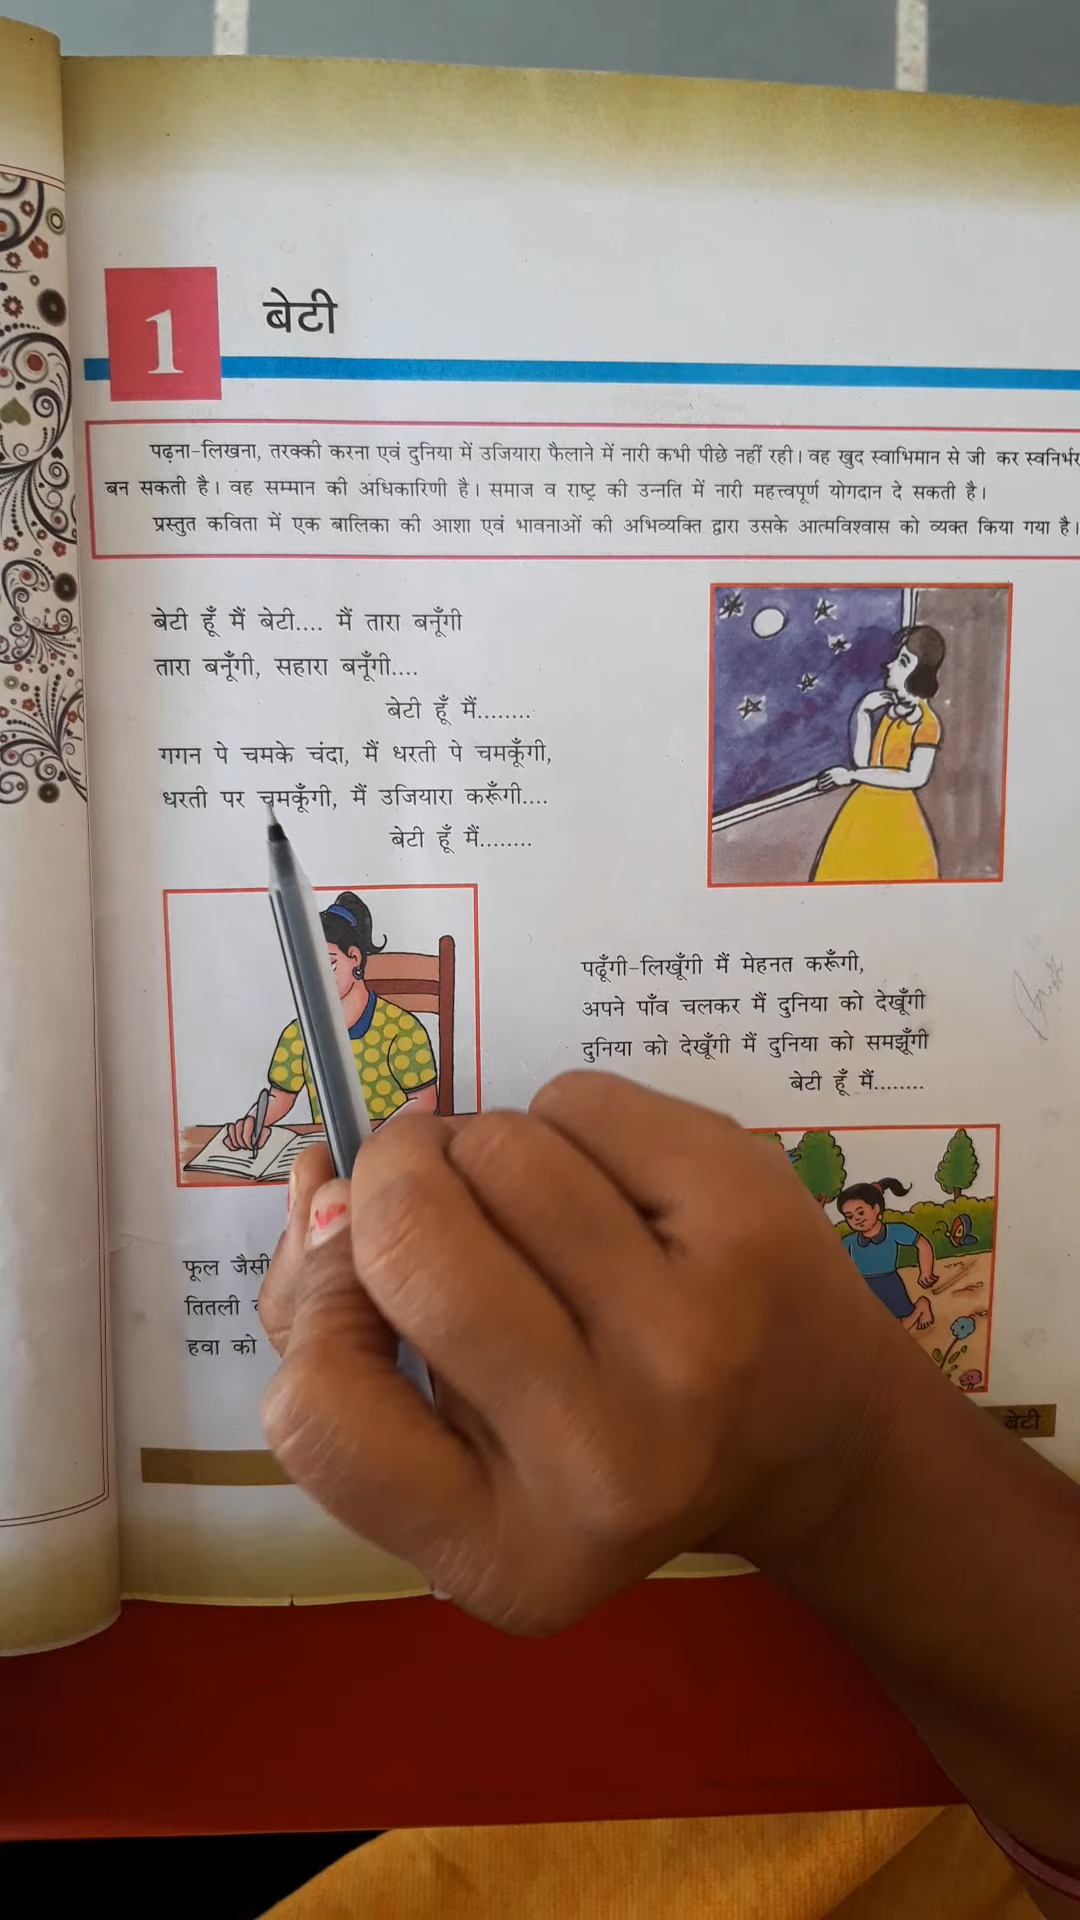 1
बेटी
पढ़ना-लिखना, तरक्की करना एवं दुनिया में उजियारा फैलाने में नारी कभी पीछे नहीं रही। वह खुद स्वाभिमान से जी कर स्वनिर्भर
बन सकती है। वह सम्मान की अधिकारिणी है। समाज व राष्ट्र की उन्नति में नारी महत्त्वपूर्ण योगदान दे सकती है।
प्रस्तुत कविता में एक बालिका की आशा एवं भावनाओं की अभिव्यक्ति द्वारा उसके आत्मविश्वास को व्यक्त किया गया है।
बेटी हूँ मैं बेटी.... मैं तारा बनूँगी
तारा बनूँगी, सहारा बनूँगी....
बेटी हूँ मैं........
गगन पे चमके चंदा, मैं धरती पे चमकूँगी,
धरती पर चमकूँगी, मैं उजियारा करूँगी....
बेटी हूँ मैं........
पढ़ूँगी-लिखूँगी मैं मेहनत करूँगी,
अपने पाँव चलकर मैं दुनिया को देखूँगी
दुनिया को देखूँगी मैं दुनिया को समझूँगी
बेटी हूँ मैं........
फूल जैसी
तितली
हवा को
बेटी